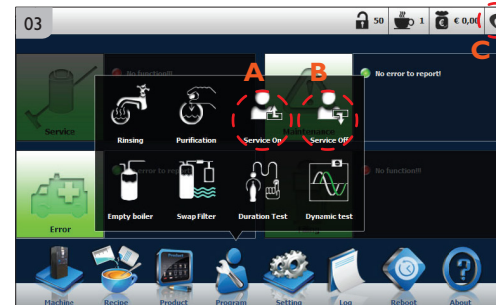 03
50
1
€ 0,00
C
A
B
No function!!!
No error to report!
Service
Maintenance
Rinsing
Purification
Service On
Service Off
error to report
No function!!!
Error
Empty boiler
Swap Filter
Duration Test
Dynamic test
Machine
Recipe
Product
Program
Setting
Log
Reboot
About